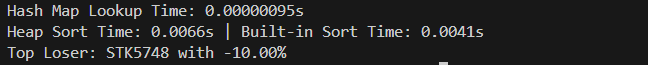 Hash Map Lookup Time: 0.00000095s
Heap Sort Time: 0.0066s | Built-in Sort Time: 0.0041s
Top Loser: STK5748 with -10.00%